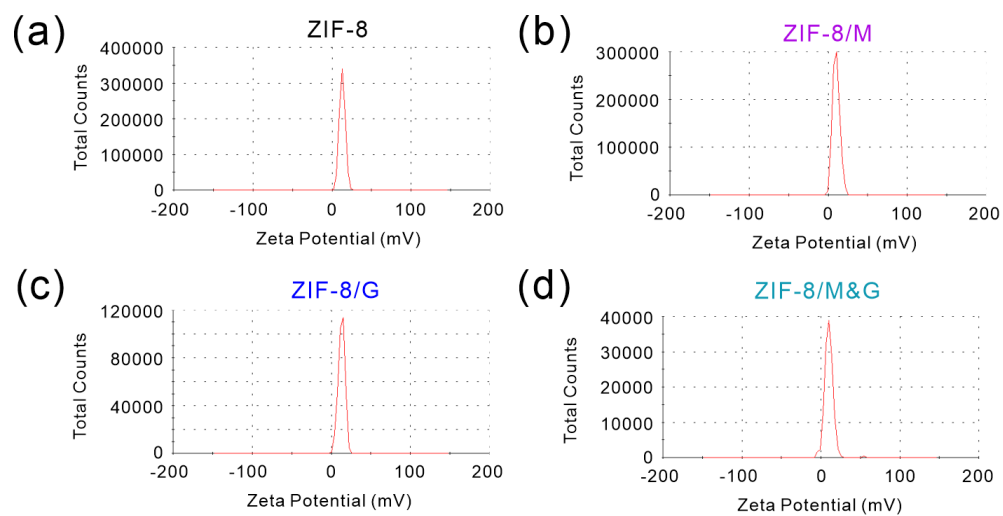 (a)
ZIF-8
Total Counts
400000
300000
200000
100000
0
-200 -100 0 100 200
Zeta Potential (mV)
(b)
ZIF-8/M
Total Counts
300000
200000
100000
0
-200 -100 0 100 200
Zeta Potential (mV)
(c)
ZIF-8/G
Total Counts
120000
80000
40000
0
-200 -100 0 100 200
Zeta Potential (mV)
(d)
ZIF-8/M&G
Total Counts
40000
30000
20000
10000
0
-200 -100 0 100 200
Zeta Potential (mV)